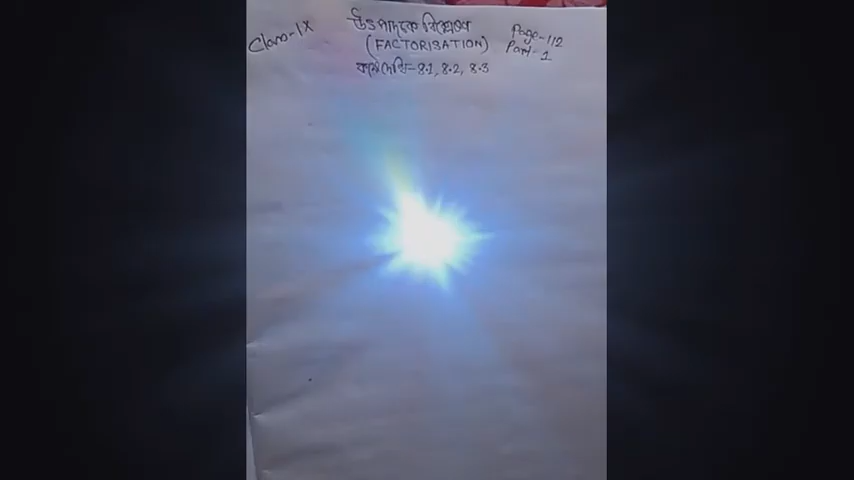 Class-IX
উৎপাদকে বিশ্লেষণ
(FACTORISATION)
কষে দেখি-8.1, 8.2, 8.3
Page-112
Part-1